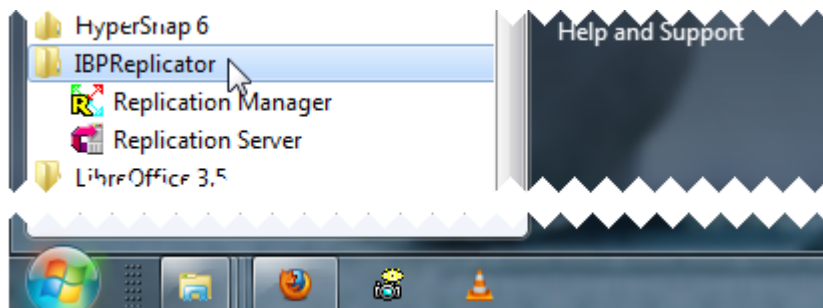 HyperSnap 6
Help and Support
IBPReplicator
Replication Manager
Replication Server
LibreOffice 3.5